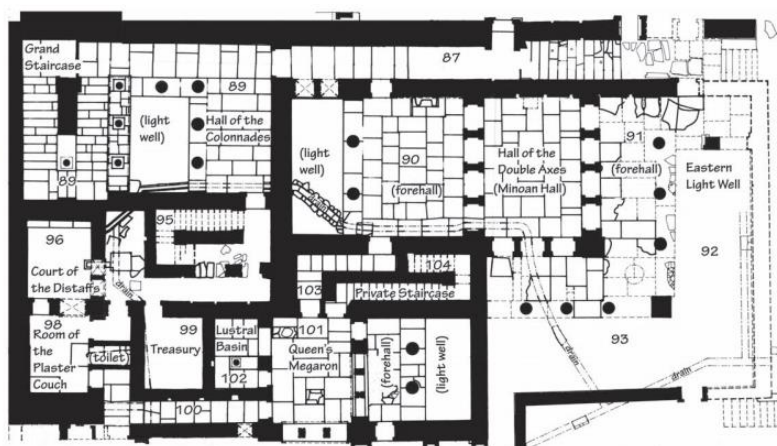 Grand
Staircase
87
89
(light
well)
Hall of the
Colonnades
89
(light
well)
90
(forehall)
Hall of the
Double Axes
(Minoan Hall)
91
(forehall)
Eastern
Light Well
92
96
Court of
the Distaffs
95
drain
103
104
Private Staircase
93
drain
drain
98
Room of
the
Plaster
Couch
toilet
99
Treasury
Lustral
Basin
102
101
Queen's
Megaron
(forehall)
(light well)
100